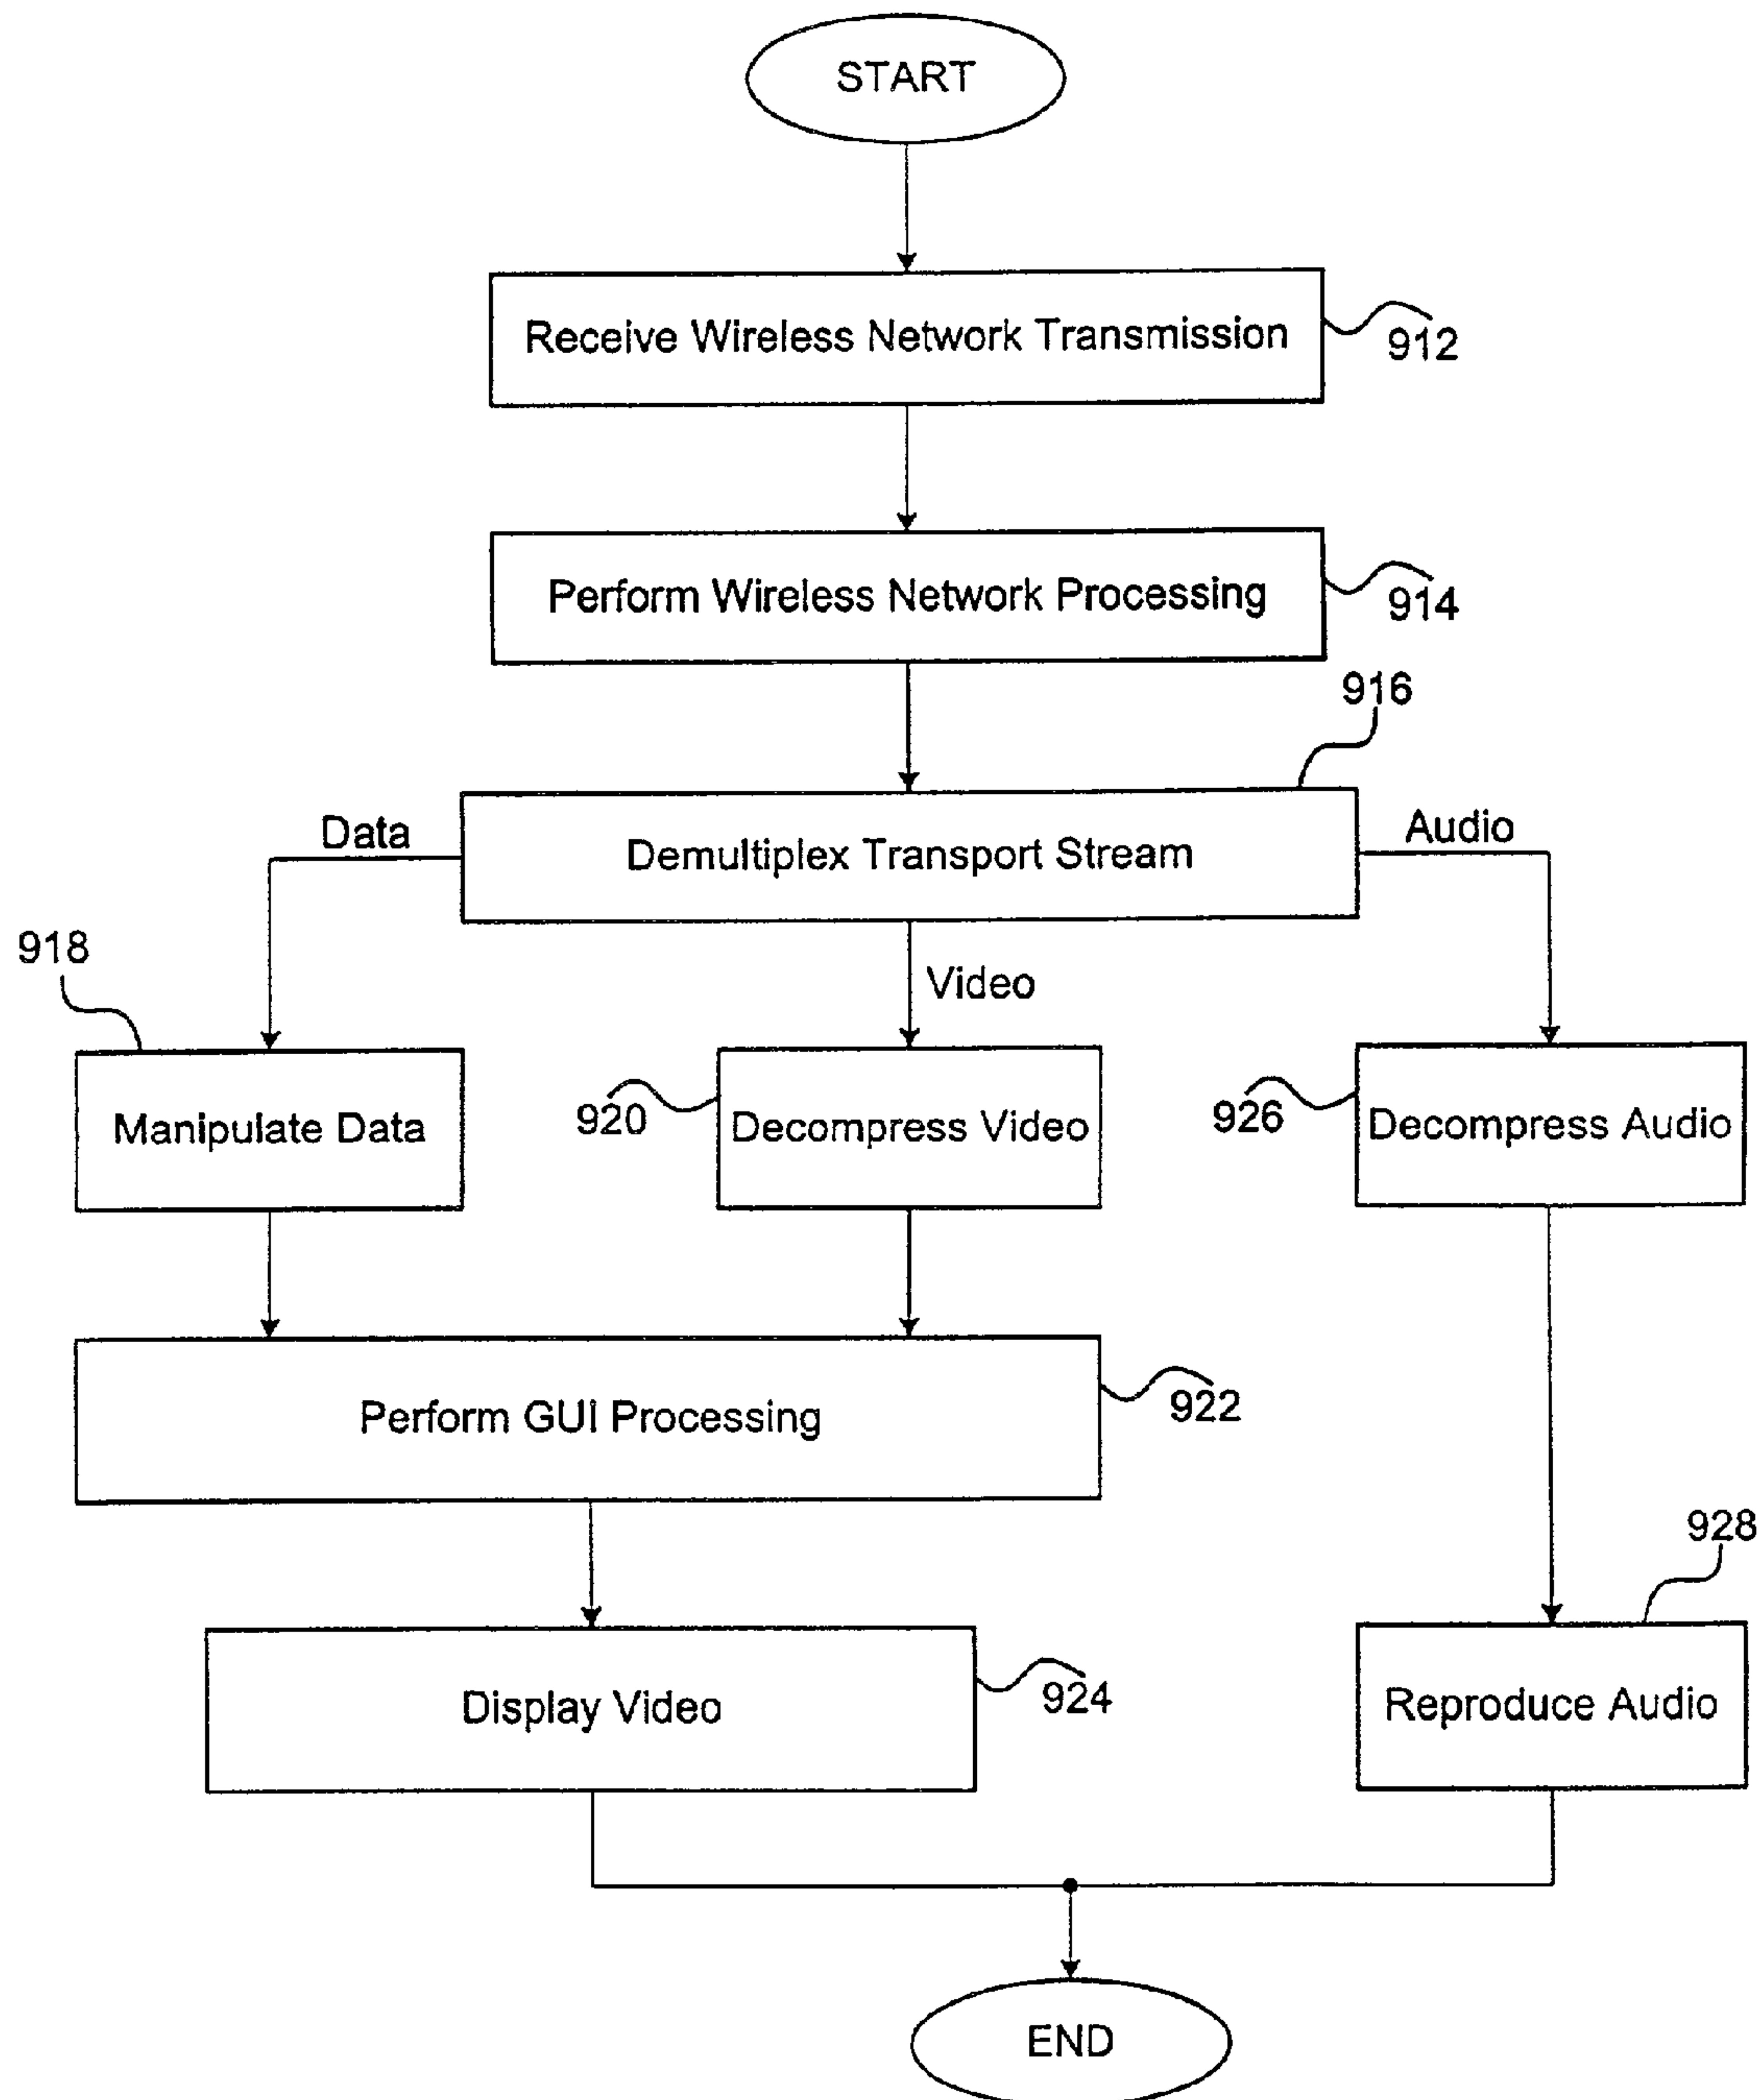 START
Receive Wireless Network Transmission
912
Perform Wireless Network Processing
914
916
Data
Demultiplex Transport Stream
Audio
918
Video
Manipulate Data
920
Decompress Video
926
Decompress Audio
Perform GUI Processing
922
928
Display Video
924
Reproduce Audio
END